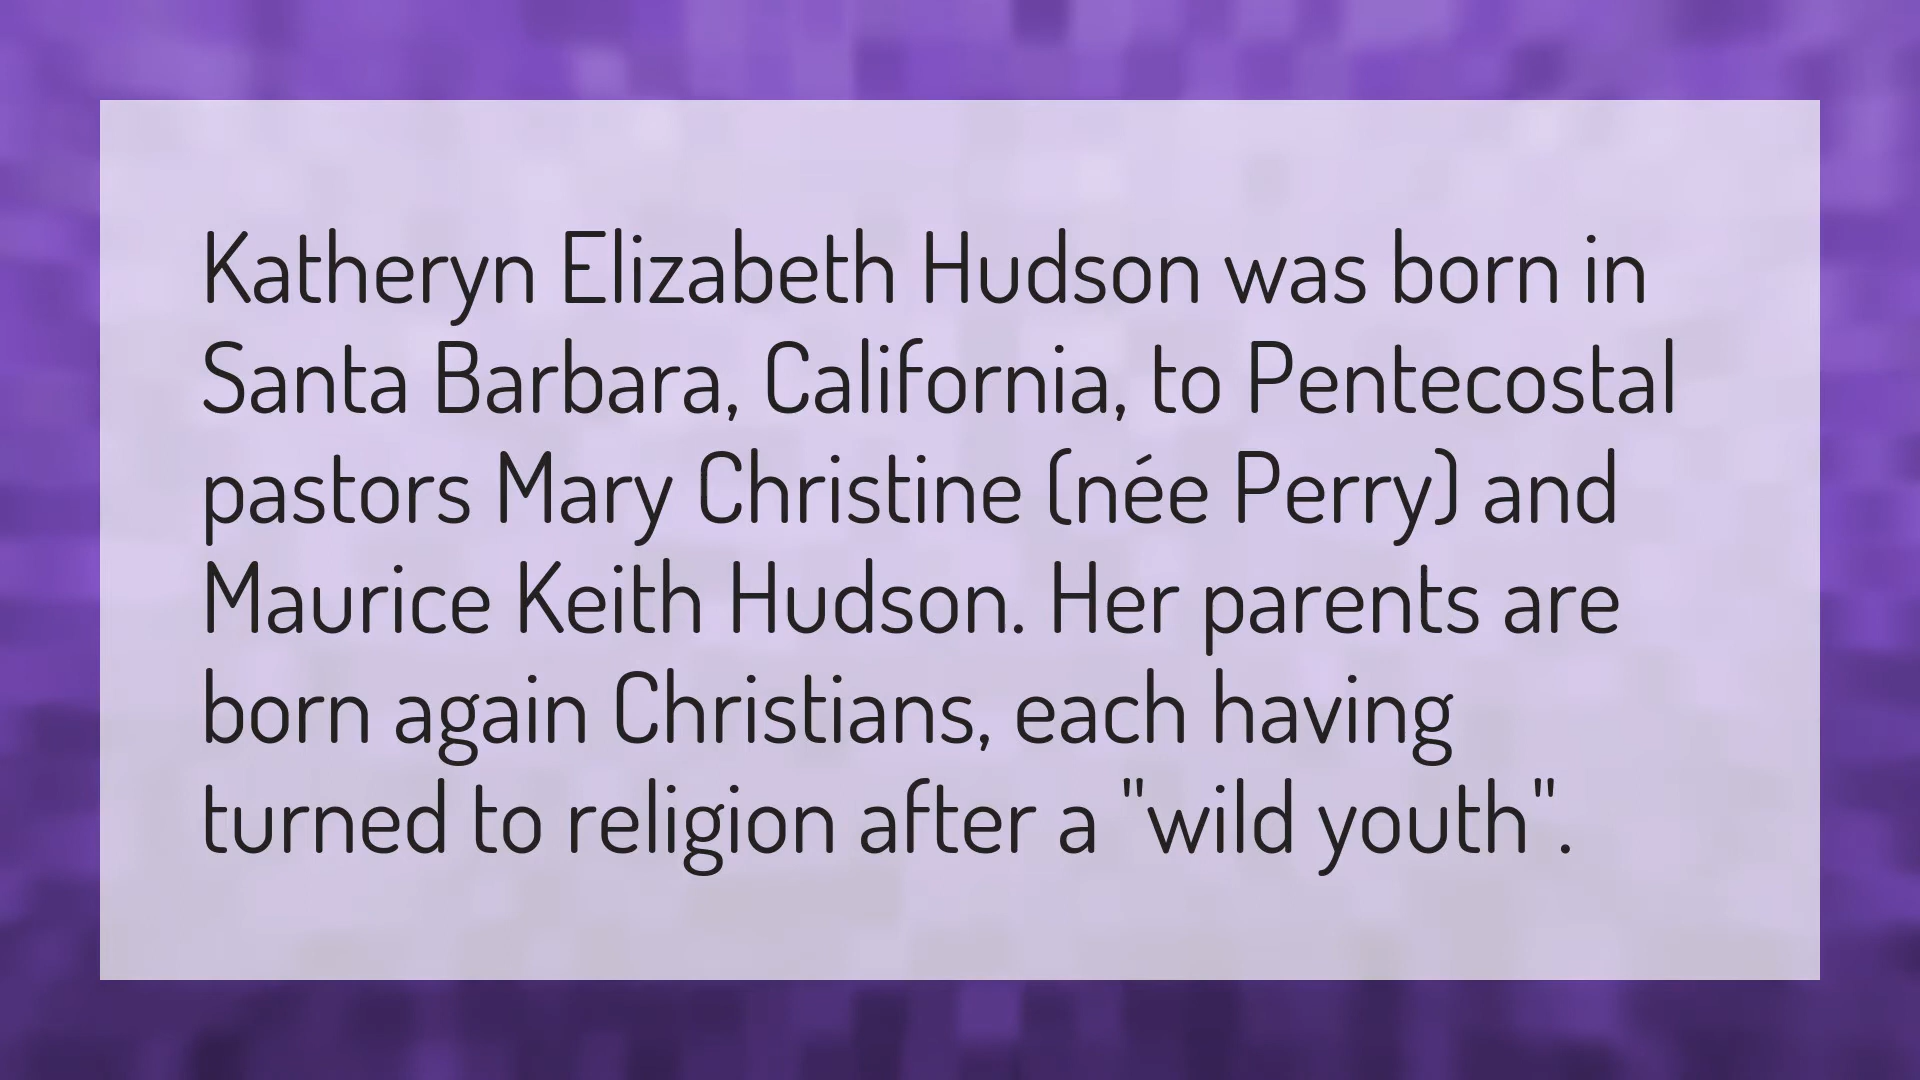 Katheryn Elizabeth Hudson was born in
Santa Barbara, California, to Pentecostal
pastors Mary Christine (née Perry) and
Maurice Keith Hudson. Her parents are
born again Christians, each having
turned to religion after a "wild youth".